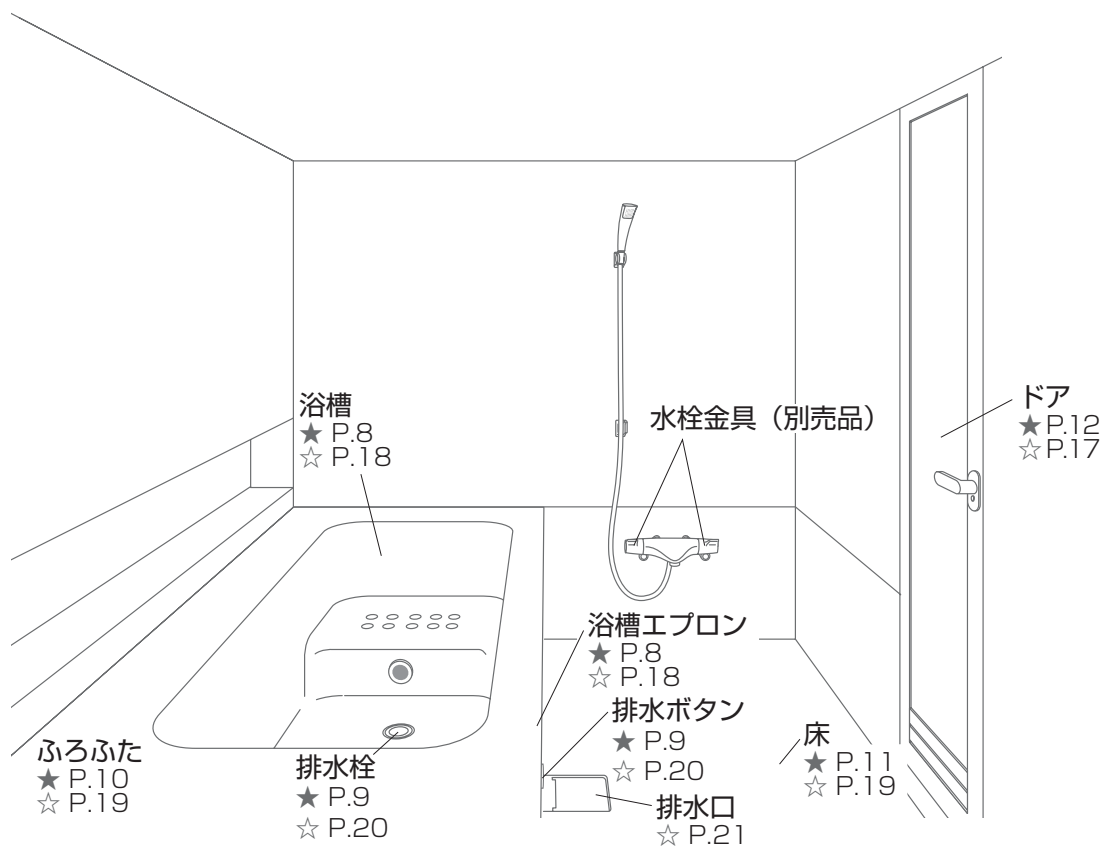 浴槽
★ P.8
☆ P.18
水栓金具（別売品）
ドア
★ P.12
☆ P.17
浴槽エプロン
★ P.8
☆ P.18
排水ボタン
★ P.9
☆ P.20
床
★ P.11
☆ P.19
ふろふた
★ P.10
☆ P.19
排水栓
★ P.9
☆ P.20
排水口
☆ P.21